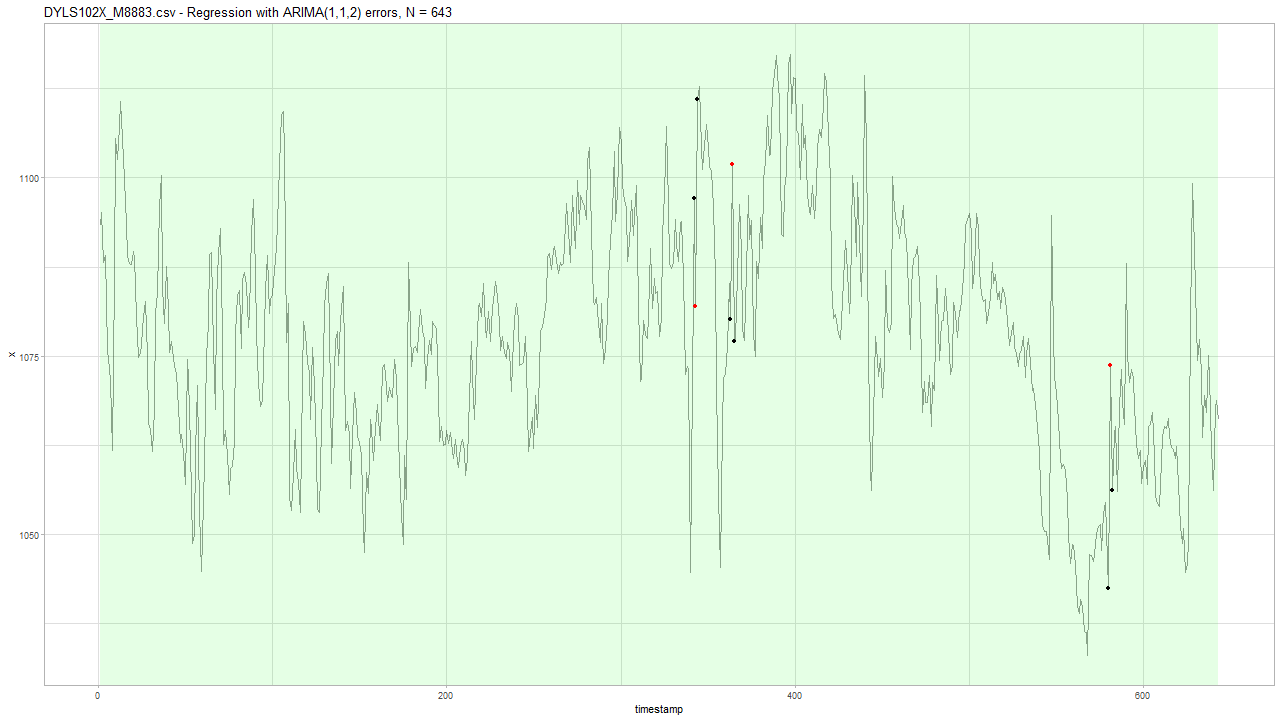 DYLS102X_M8883.csv - Regression with ARIMA(1,1,2) errors, N = 643
1100
1075
x
1050
0
200
400
600
timestamp